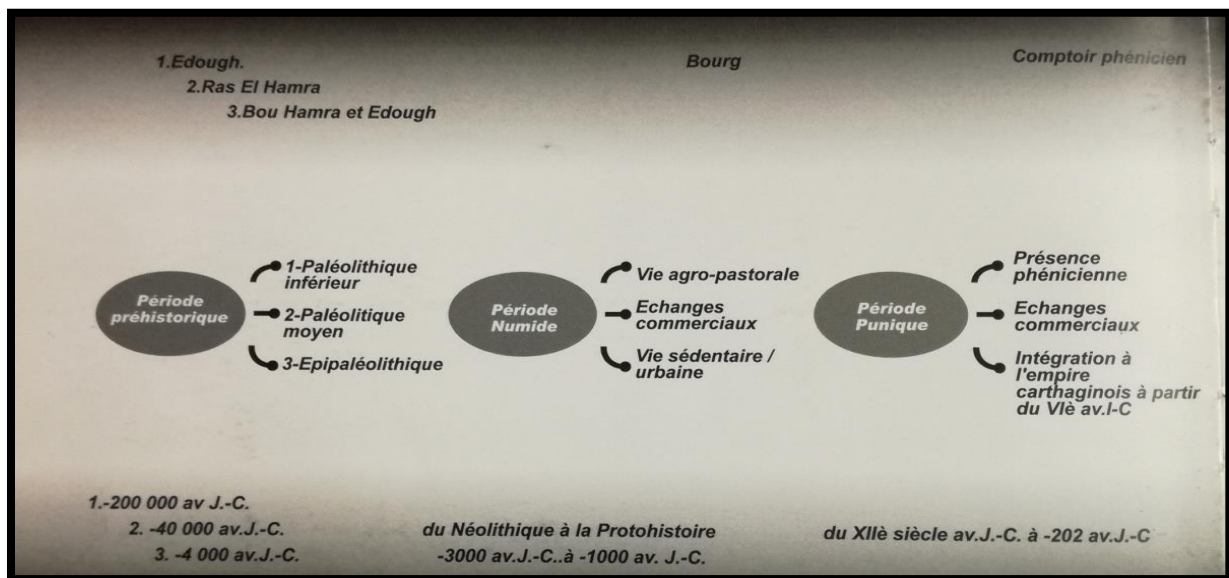 1.Edough.
2.Ras El Hamra
3.Bou Hamra et Edough
Bourg
Comptoir phénicien
Période
préhistorique
1-Paléolithique
inférieur
2-Paléolitique
moyen
3-Epipaléolithique
Période
Numide
Vie agro-pastorale
Echanges
commerciaux
Vie sédentaire /
urbaine
Période
Punique
Présence
phénicienne
Echanges
commerciaux
Intégration à
l'empire
carthaginois à partir
du VIè av.I-C
1.-200 000 av J.-C.
2. -40 000 av.J.-C.
3. -4 000 av.J.-C.
du Néolithique à la Protohistoire
-3000 av.J.-C..à -1000 av. J.-C.
du XIIè siècle av.J.-C. à -202 av.J.-C